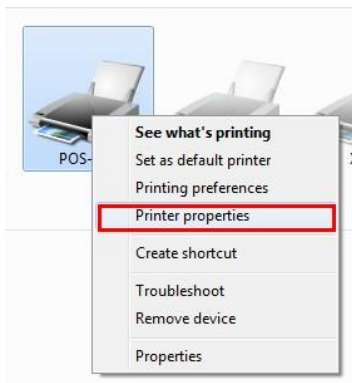 POS-
See what's printing
Set as default printer
Printing preferences
Printer properties
Create shortcut
Troubleshoot
Remove device
Properties